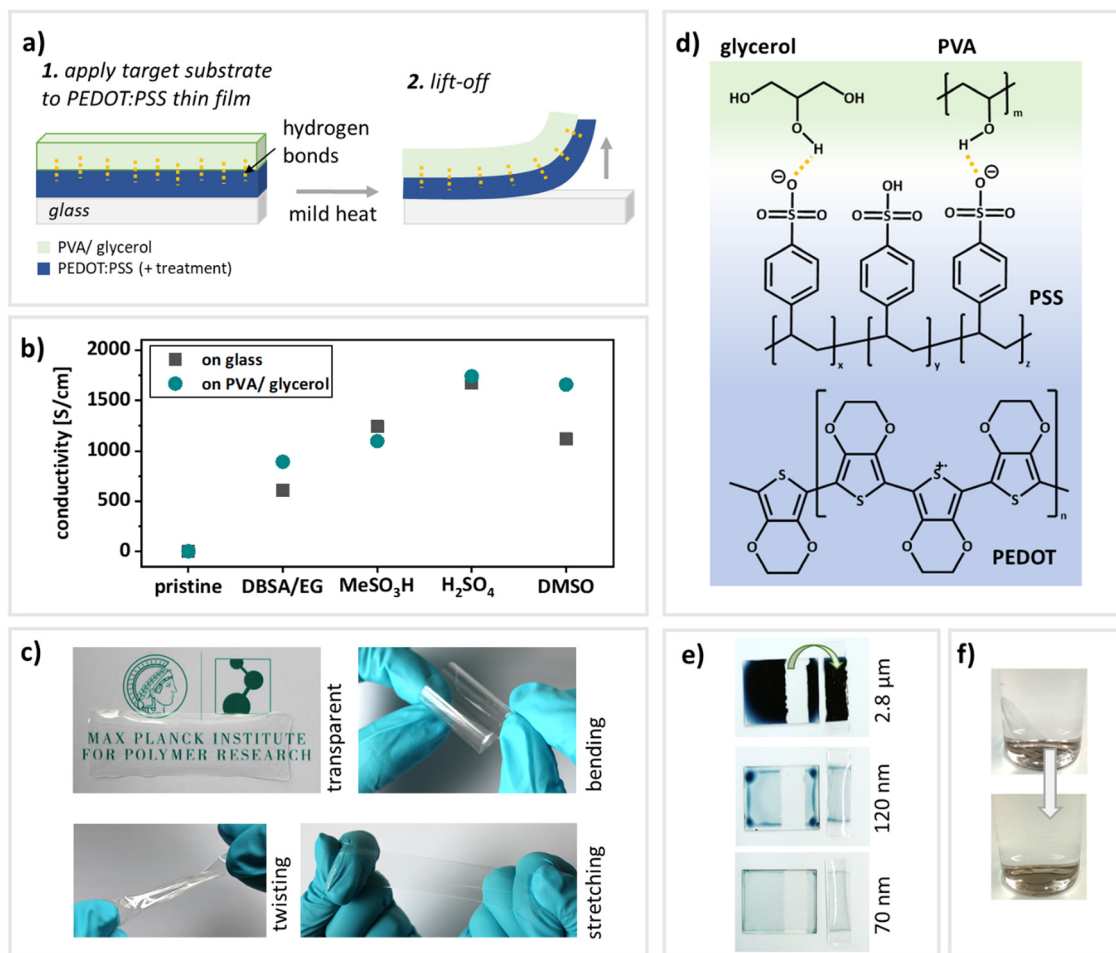 a)
1. apply target substrate
to PEDOT:PSS thin film
2. lift-off
hydrogen
bonds
mild heat
glass
PVA/ glycerol
PEDOT:PSS (+ treatment)
b)
conductivity [S/cm]
2000
1500
1000
500
0
on glass
on PVA/ glycerol
pristine
DBSA/EG
MeSO₃H
H₂SO₄
DMSO
c)
MAX PLANCK INSTITUTE
FOR POLYMER RESEARCH
transparent
bending
twisting
stretching
d)
glycerol
PVA
HO
OH
O
H
m
O
H
⊖
O
OH
O
⊖
O=S=O
O=S=O
O=S=O
PSS
x
y
z
O
O
O
O
S
S
+•
S
S
n
O
O
O
O
PEDOT
e)
2.8 µm
120 nm
70 nm
f)